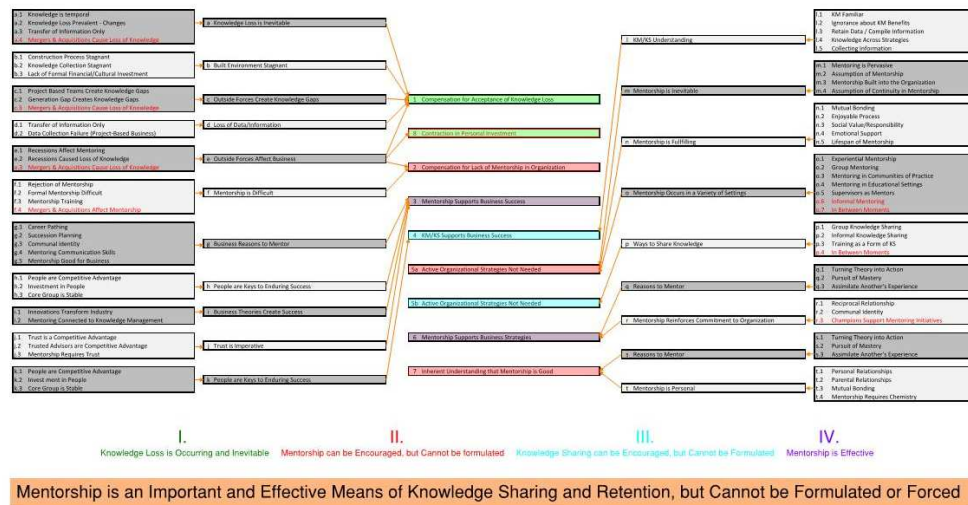 a.1 Knowledge is temporal
a.2 Knowledge Loss Prevalent - Changes
a.3 Transfer of Information Only
a.4 Mergers & Acquisitions Cause Loss of Knowledge
a Knowledge Loss is Inevitable
b.1 Construction Process Stagnant
b.2 Knowledge Collection Stagnant
b.3 Lack of Formal Financial/Cultural Investment
b Built Environment Stagnant
c.1 Project Based Teams Create Knowledge Gaps
c.2 Generation Gap Creates Knowledge Gaps
c.3 Mergers & Acquisitions Cause Loss of Knowledge
c Outside Forces Create Knowledge Gaps
d.1 Transfer of Information Only
d.2 Data Collection Failure (Project-Based Business)
d Loss of Data/Information
e.1 Recessions Affect Mentoring
e.2 Recessions Caused Loss of Knowledge
e.3 Mergers & Acquisitions Cause Loss of Knowledge
e Outside Forces Affect Business
f.1 Rejection of Mentorship
f.2 Formal Mentorship Difficult
f.3 Mentorship Training
f.4 Mergers & Acquisitions Affect Mentorship
f Mentorship is Difficult
g.1 Career Pathing
g.2 Succession Planning
g.3 Communal Identity
g.4 Mentoring Communication Skills
g.5 Mentorship Good for Business
g Business Reasons to Mentor
h.1 People are Competitive Advantage
h.2 Investment in People
h.3 Core Group is Stable
h People are Keys to Enduring Success
i.1 Innovations Transform Industry
i.2 Mentoring Connected to Knowledge Management
i Business Theories Create Success
j.1 Trust is a Competitive Advantage
j.2 Trusted Advisors are Competitive Advantage
j.3 Mentorship Requires Trust
j Trust is Imperative
k.1 People are Competitive Advantage
k.2 Invest ment in People
k.3 Core Group is Stable
k People are Keys to Enduring Success
1 Compensation for Acceptance of Knowledge Loss
8 Contraction in Personal Investment
2 Compensation for Lack of Mentorship in Organization
3 Mentorship Supports Business Success
4 KM/KS Supports Business Success
5a Active Organizational Strategies Not Needed
5b Active Organizational Strategies Not Needed
6 Mentorship Supports Business Strategies
7 Inherent Understanding that Mentorship is Good
l KM/KS Understanding
l.1 KM Familiar
l.2 Ignorance about KM Benefits
l.3 Retain Data / Compile Information
l.4 Knowledge Across Strategies
l.5 Collecting Information
m Mentorship is Inevitable
m.1 Mentoring is Pervasive
m.2 Assumption of Mentorship
m.3 Mentorship Built into the Organization
m.4 Assumption of Continuity in Mentorship
n Mentorship is Fullfilling
n.1 Mutual Bonding
n.2 Enjoyable Process
n.3 Social Value/Responsibility
n.4 Emotional Support
n.5 Lifespan of Mentorship
o Mentorship Occurs in a Variety of Settings
o.1 Experiential Mentorship
o.2 Group Mentoring
o.3 Mentoring in Communities of Practice
o.4 Mentoring in Educational Settings
o.5 Supervisors as Mentors
o.6 Informal Mentoring
o.7 In Between Moments
p Ways to Share Knowledge
p.1 Group Knowledge Sharing
p.2 Informal Knowledge Sharing
p.3 Training as a Form of KS
p.4 In Between Moments
q Reasons to Mentor
q.1 Turning Theory into Action
q.2 Pursuit of Mastery
q.3 Assimilate Another's Experience
r Mentorship Reinforces Commitment to Organization
r.1 Reciprocal Relationship
r.2 Communal Identity
r.3 Champions Support Mentoring Initiatives
s Reasons to Mentor
s.1 Turning Theory into Action
s.2 Pursuit of Mastery
s.3 Assimilate Another's Experience
t Mentorship is Personal
t.1 Personal Relationships
t.2 Parental Relationships
t.3 Mutual Bonding
t.4 Mentorship Requires Chemistry
I.
Knowledge Loss is Occurring and Inevitable
II.
Mentorship can be Encouraged, but Cannot be formulated
III.
Knowledge Sharing can be Encouraged, but Cannot be Formulated
IV.
Mentorship is Effective
Mentorship is an Important and Effective Means of Knowledge Sharing and Retention, but Cannot be Formulated or Forced